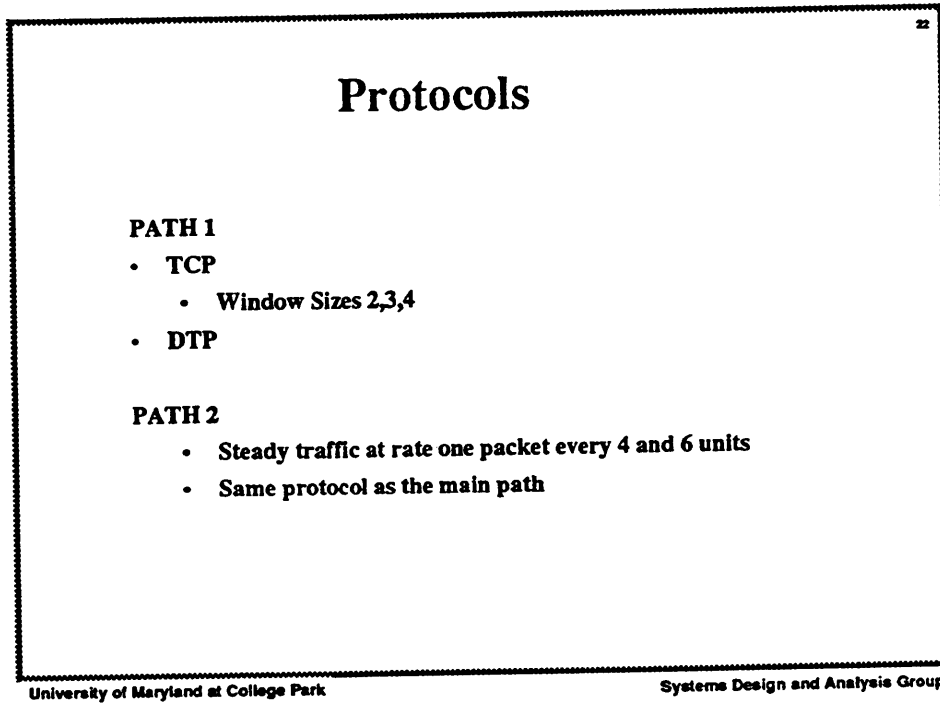 22
Protocols
PATH 1
• TCP
• Window Sizes 2,3,4
• DTP
PATH 2
• Steady traffic at rate one packet every 4 and 6 units
• Same protocol as the main path
University of Maryland at College Park
Systems Design and Analysis Group